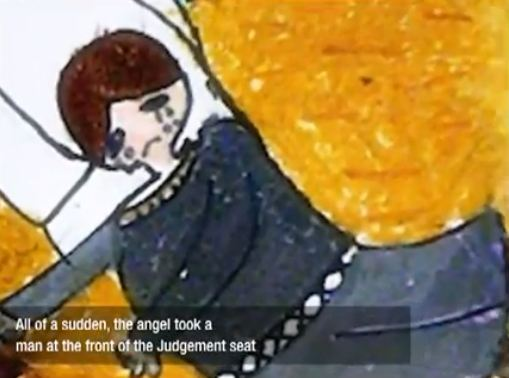 All of a sudden, the angel took a
man at the front of the Judgement seat